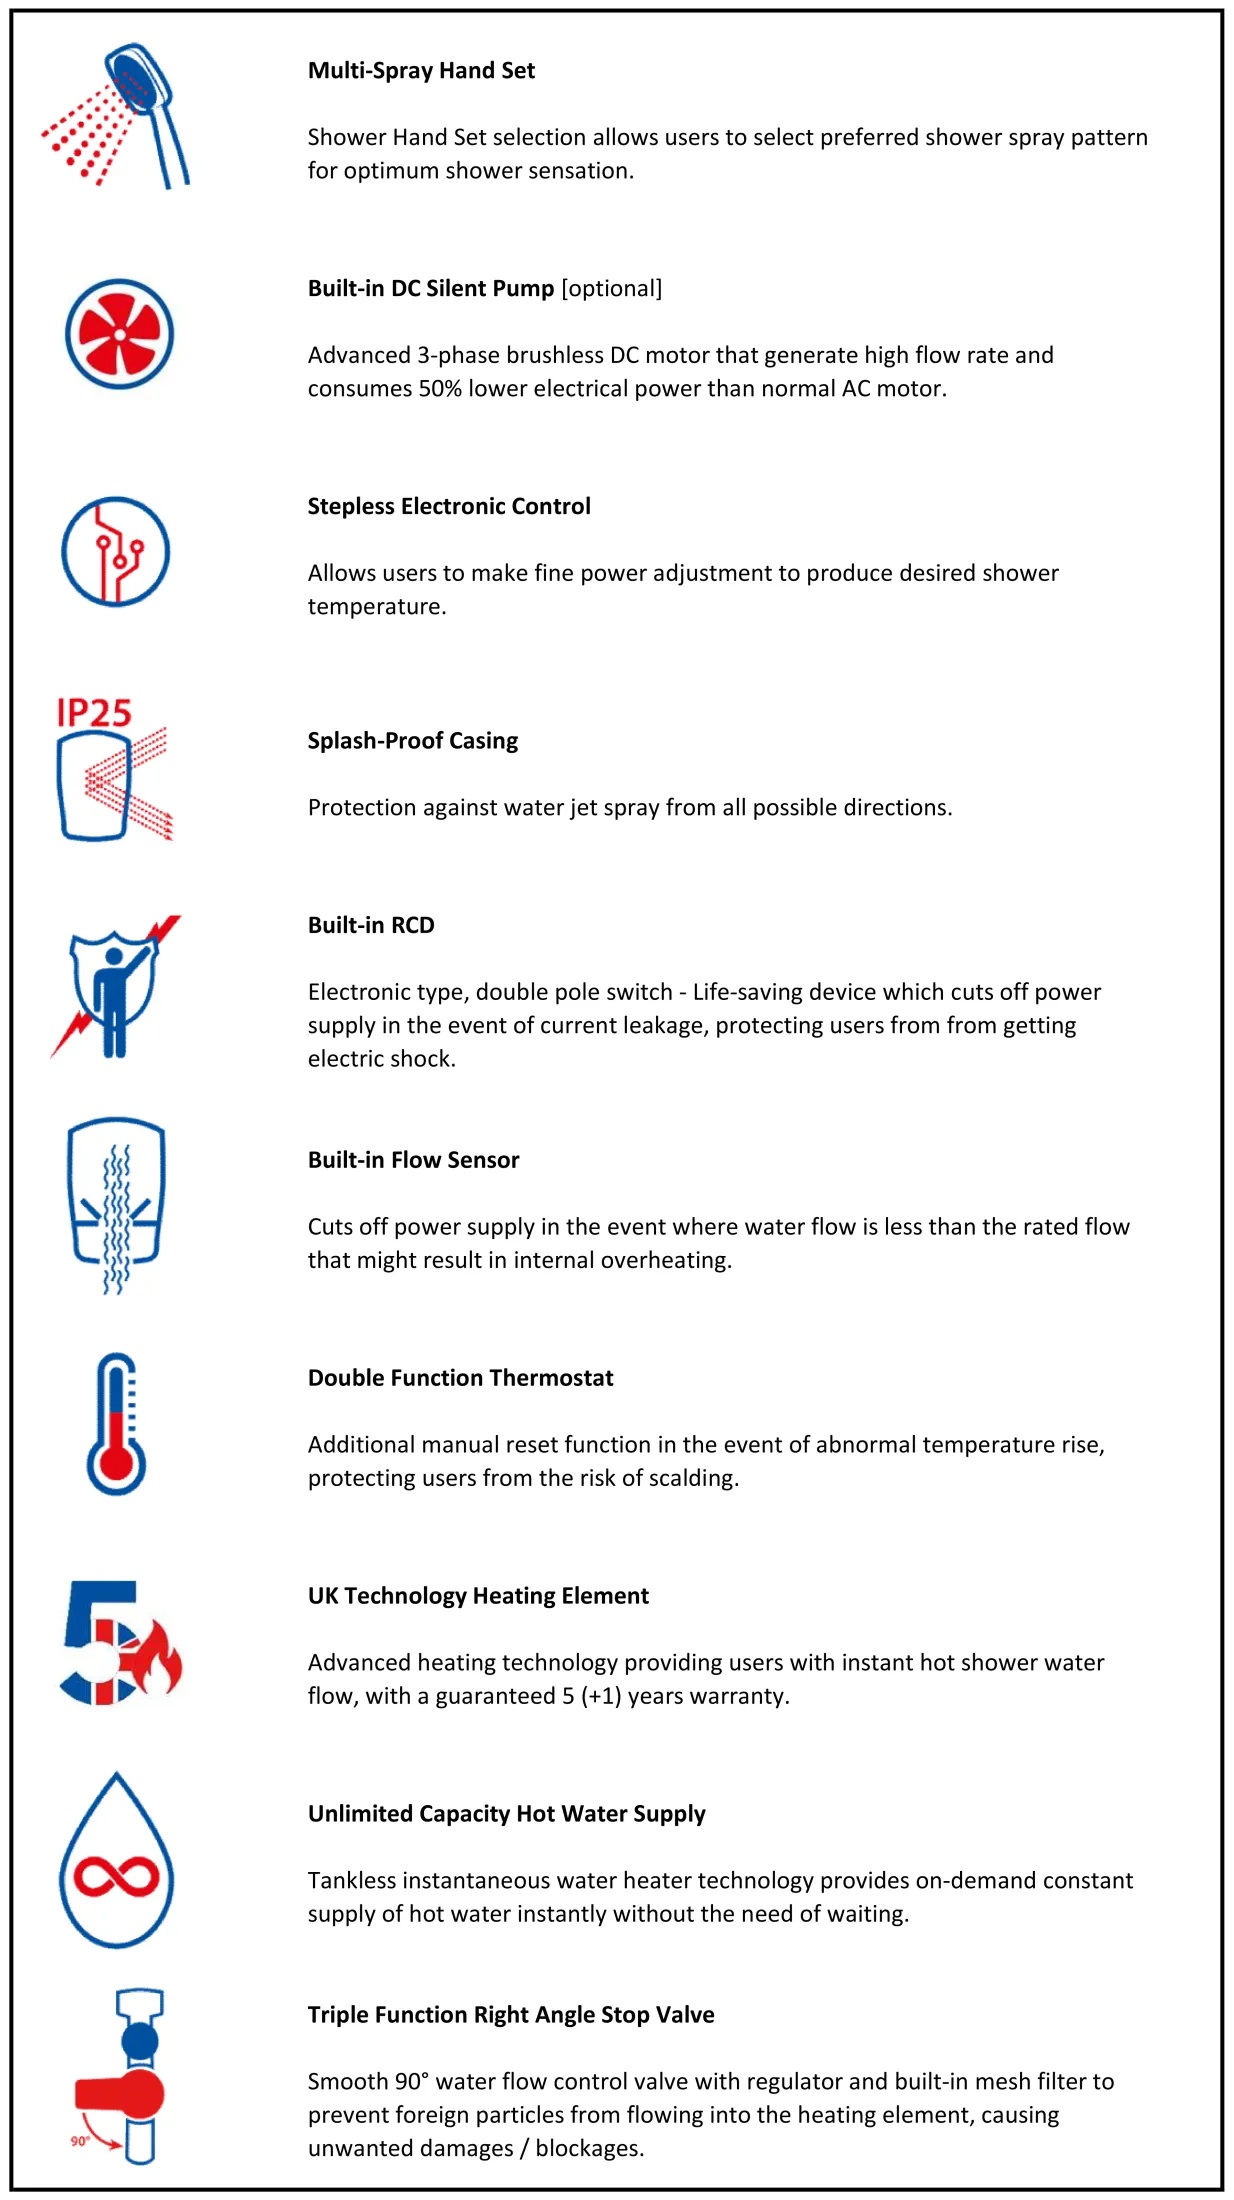 Multi-Spray Hand Set
Shower Hand Set selection allows users to select preferred shower spray pattern
for optimum shower sensation.
Built-in DC Silent Pump [optional]
Advanced 3-phase brushless DC motor that generate high flow rate and
consumes 50% lower electrical power than normal AC motor.
Stepless Electronic Control
Allows users to make fine power adjustment to produce desired shower
temperature.
IP25
Splash-Proof Casing
Protection against water jet spray from all possible directions.
Built-in RCD
Electronic type, double pole switch - Life-saving device which cuts off power
supply in the event of current leakage, protecting users from from getting
electric shock.
Built-in Flow Sensor
Cuts off power supply in the event where water flow is less than the rated flow
that might result in internal overheating.
Double Function Thermostat
Additional manual reset function in the event of abnormal temperature rise,
protecting users from the risk of scalding.
5
UK Technology Heating Element
Advanced heating technology providing users with instant hot shower water
flow, with a guaranteed 5 (+1) years warranty.
Unlimited Capacity Hot Water Supply
Tankless instantaneous water heater technology provides on-demand constant
supply of hot water instantly without the need of waiting.
Triple Function Right Angle Stop Valve
Smooth 90° water flow control valve with regulator and built-in mesh filter to
prevent foreign particles from flowing into the heating element, causing
unwanted damages / blockages.
90°